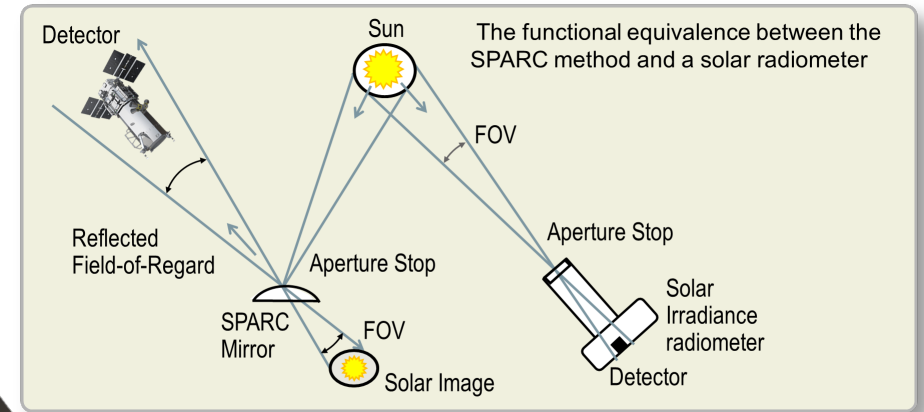 The functional equivalence between the
SPARC method and a solar radiometer
Detector
Sun
FOV
Reflected
Field-of-Regard
Aperture Stop
Aperture Stop
SPARC
Mirror
FOV
Solar Image
Solar
Irradiance
radiometer
Detector